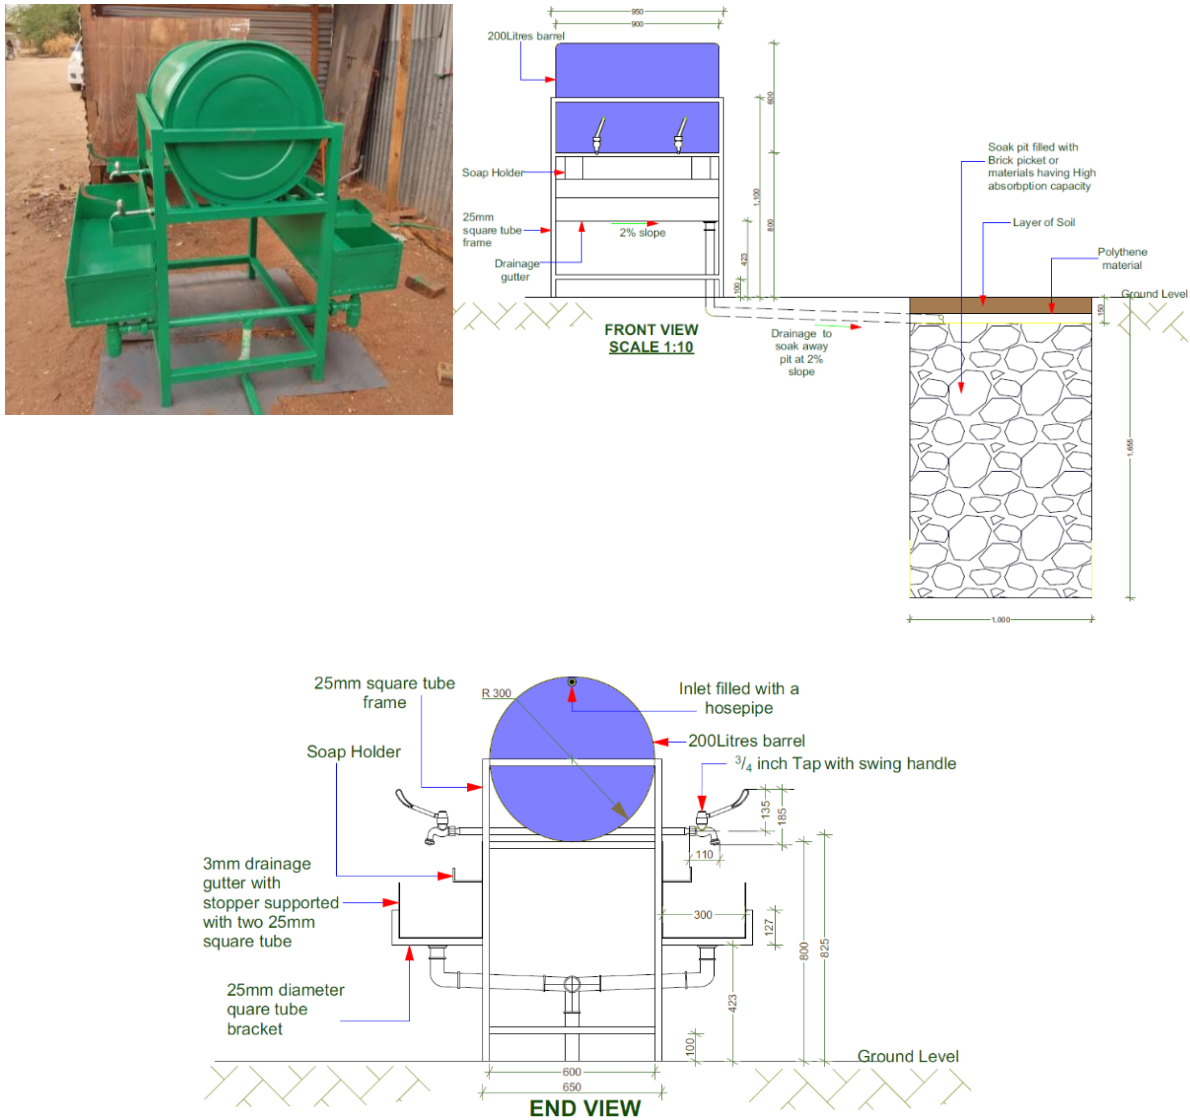 950
900
200Litres barrel
600
Soap Holder
1,100
800
25mm
square tube
frame
2% slope
423
Drainage
gutter
100
FRONT VIEW
SCALE 1:10
Drainage to
soak away
pit at 2%
slope
Soak pit filled with
Brick picket or
materials having High
absorbption capacity
Layer of Soil
Polythene
material
Ground Level
150
1,655
1,000
25mm square tube
frame
R 300
Inlet filled with a
hosepipe
Soap Holder
200Litres barrel
3/4 inch Tap with swing handle
135
185
110
3mm drainage
gutter with
stopper supported
with two 25mm
square tube
300
127
800
825
25mm diameter
quare tube
bracket
423
100
Ground Level
600
650
END VIEW